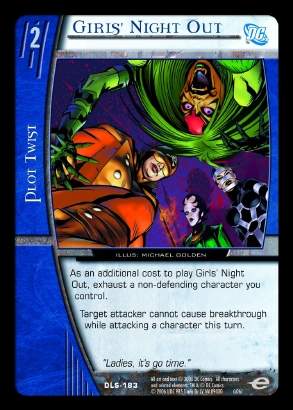 2
GIRLS' NIGHT OUT
DC
PLOT TWIST
ILLUS: MICHAEL GOLDEN
As an additional cost to play Girls' Night
Out, exhaust a non-defending character you
control.
Target attacker cannot cause breakthrough
while attacking a character this turn.
"Ladies, it's go time."
DLS-183